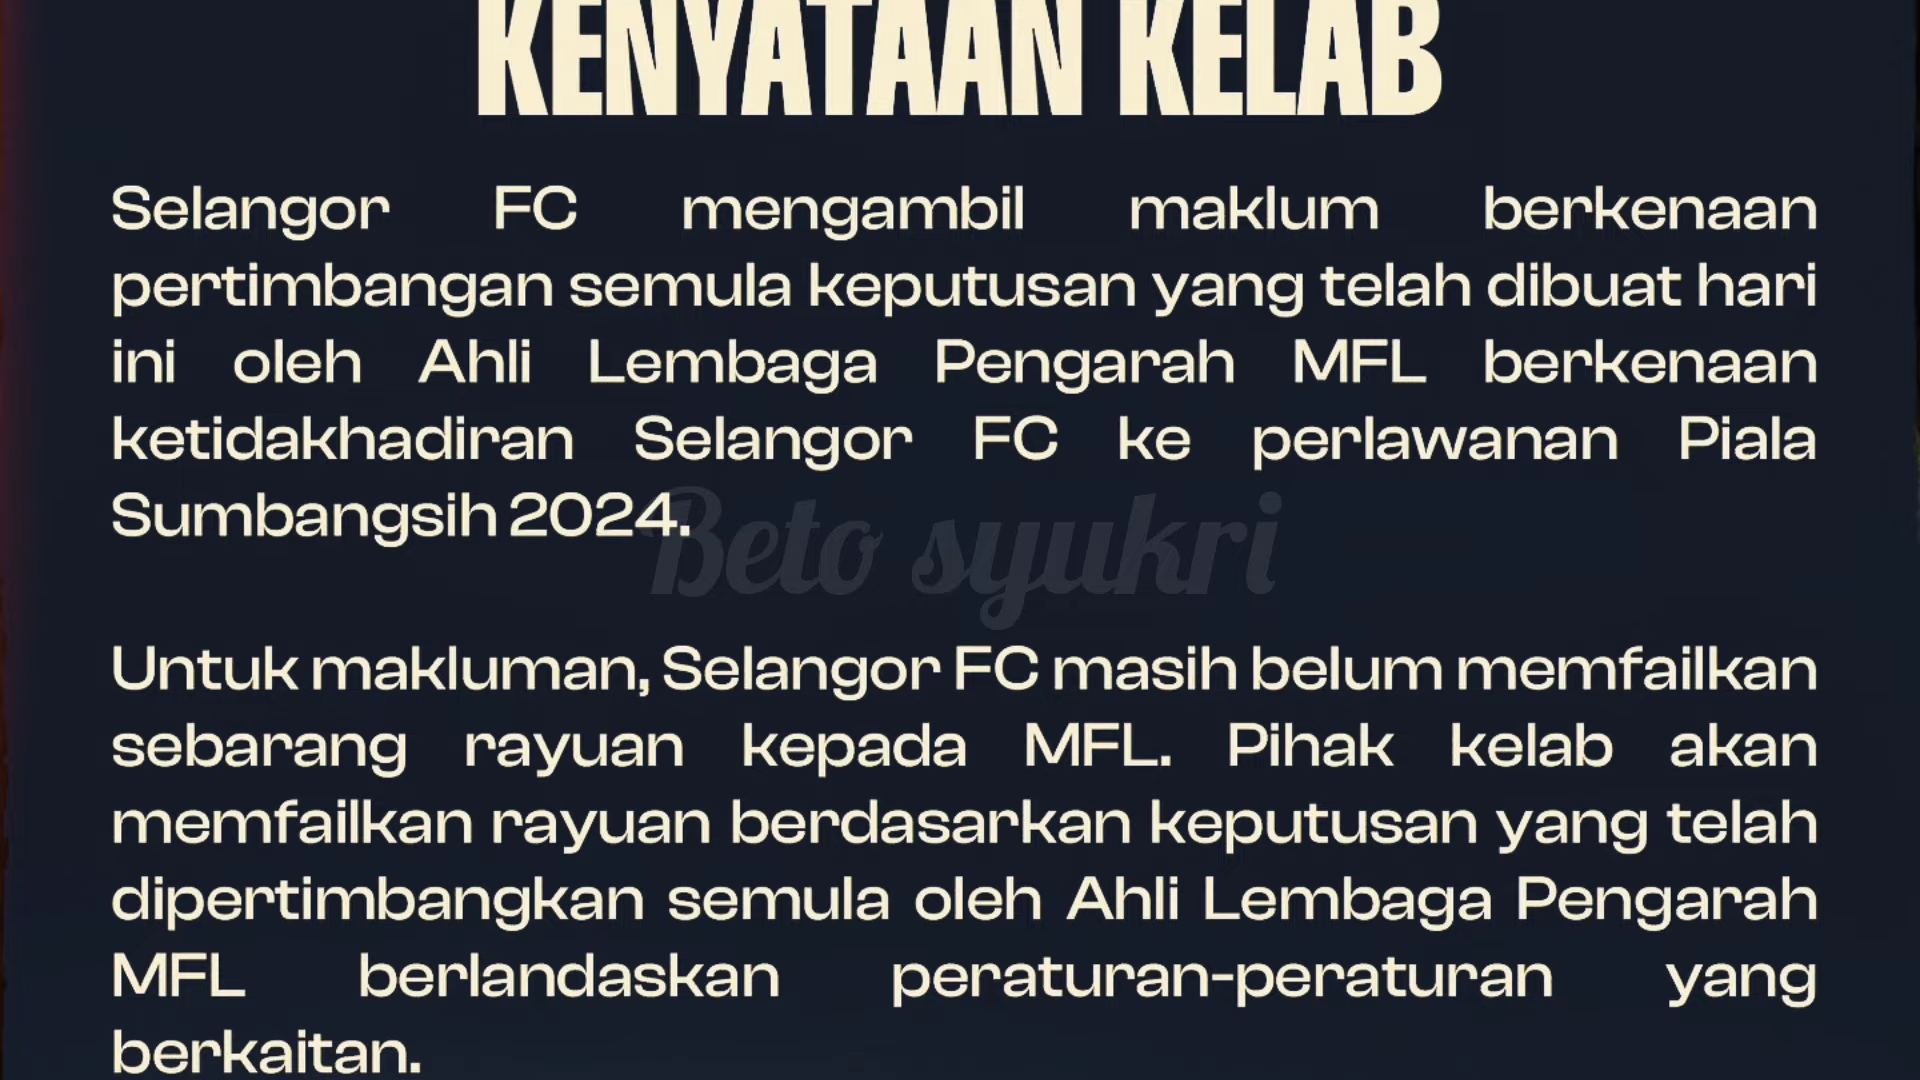 KENYATAAN KELAB
Selangor FC mengambil maklum berkenaan
pertimbangan semula keputusan yang telah dibuat hari
ini oleh Ahli Lembaga Pengarah MFL berkenaan
ketidakhadiran Selangor FC ke perlawanan Piala
Sumbangsih 2024.
Beto syukri
Untuk makluman, Selangor FC masih belum memfailkan
sebarang rayuan kepada MFL. Pihak kelab akan
memfailkan rayuan berdasarkan keputusan yang telah
dipertimbangkan semula oleh Ahli Lembaga Pengarah
MFL berlandaskan peraturan-peraturan yang
berkaitan.